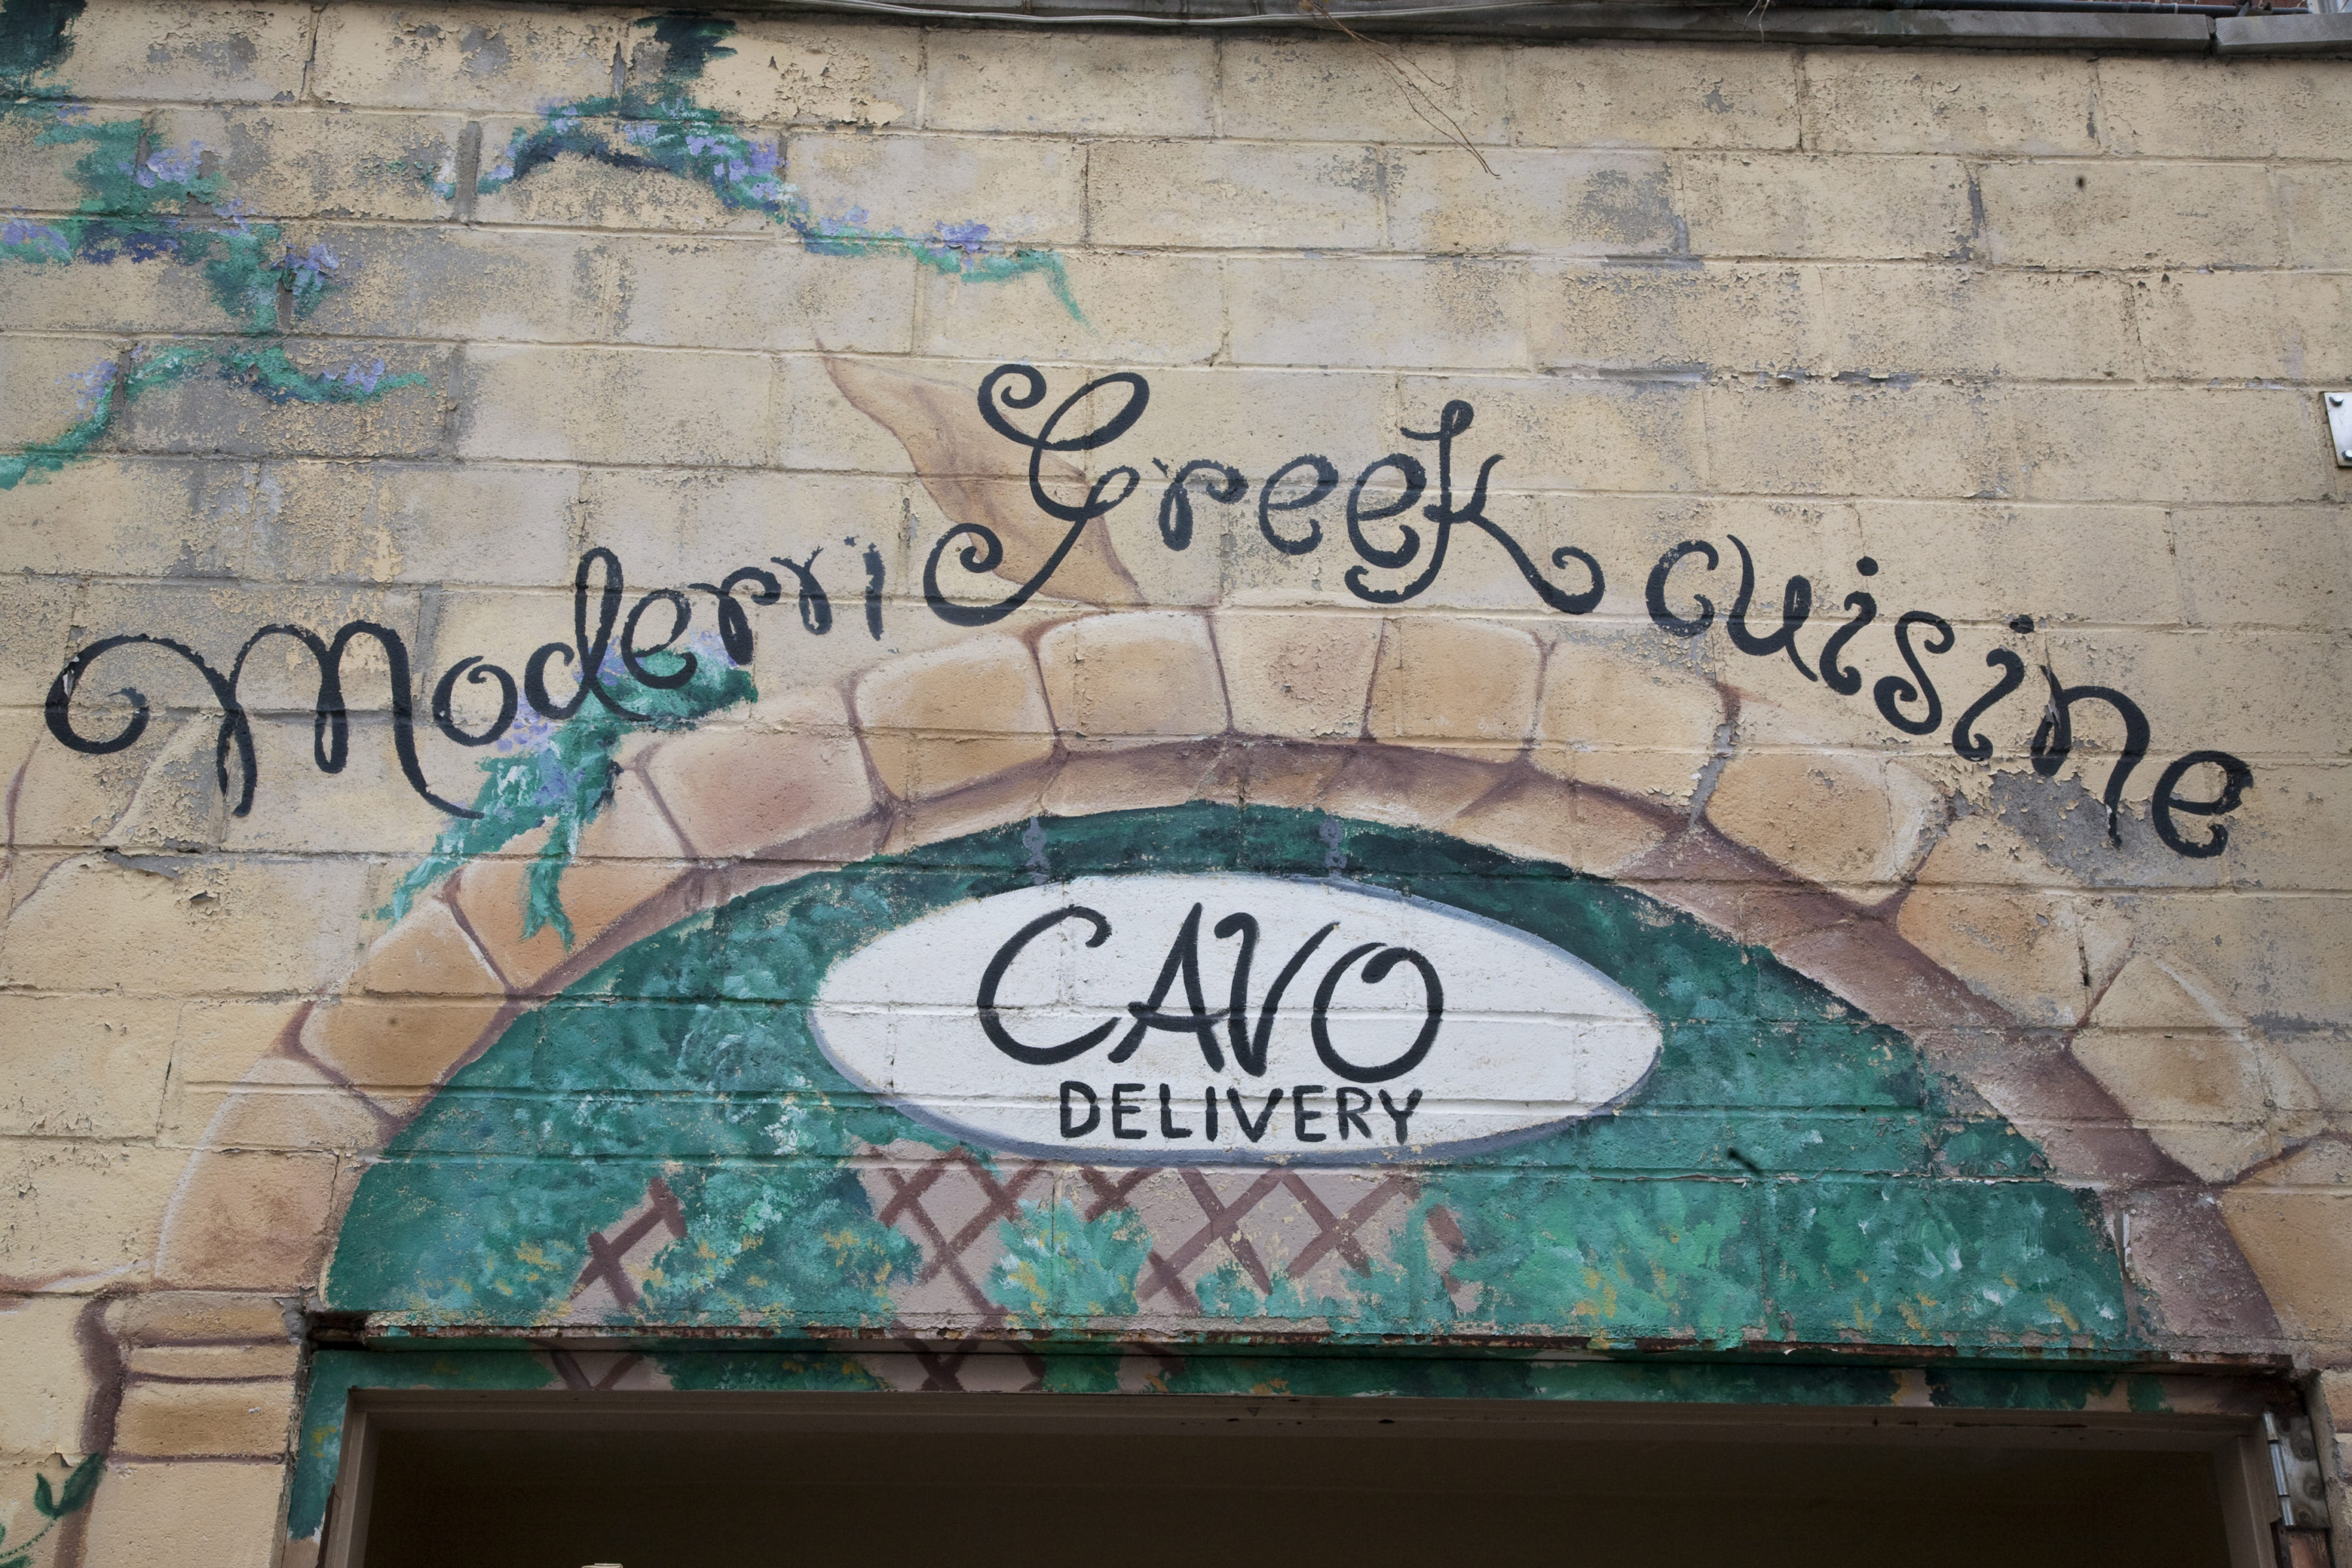 Modern Greek cuisine
CAVO
DELIVERY